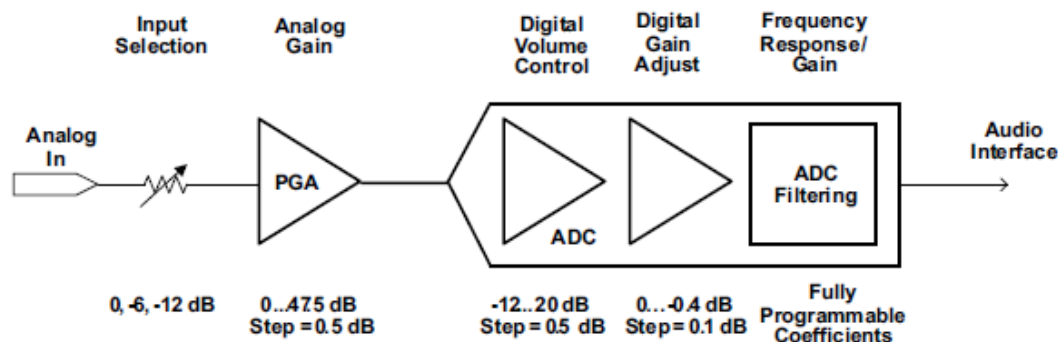 Input
Selection
Analog
Gain
Digital
Volume
Control
Digital
Gain
Adjust
Frequency
Response/
Gain
Analog
In
PGA
ADC
ADC
Filtering
Audio
Interface
0, -6, -12 dB
0...47.5 dB
Step = 0.5 dB
-12..20 dB
Step = 0.5 dB
0...-0.4 dB
Step = 0.1 dB
Fully
Programmable
Coefficients